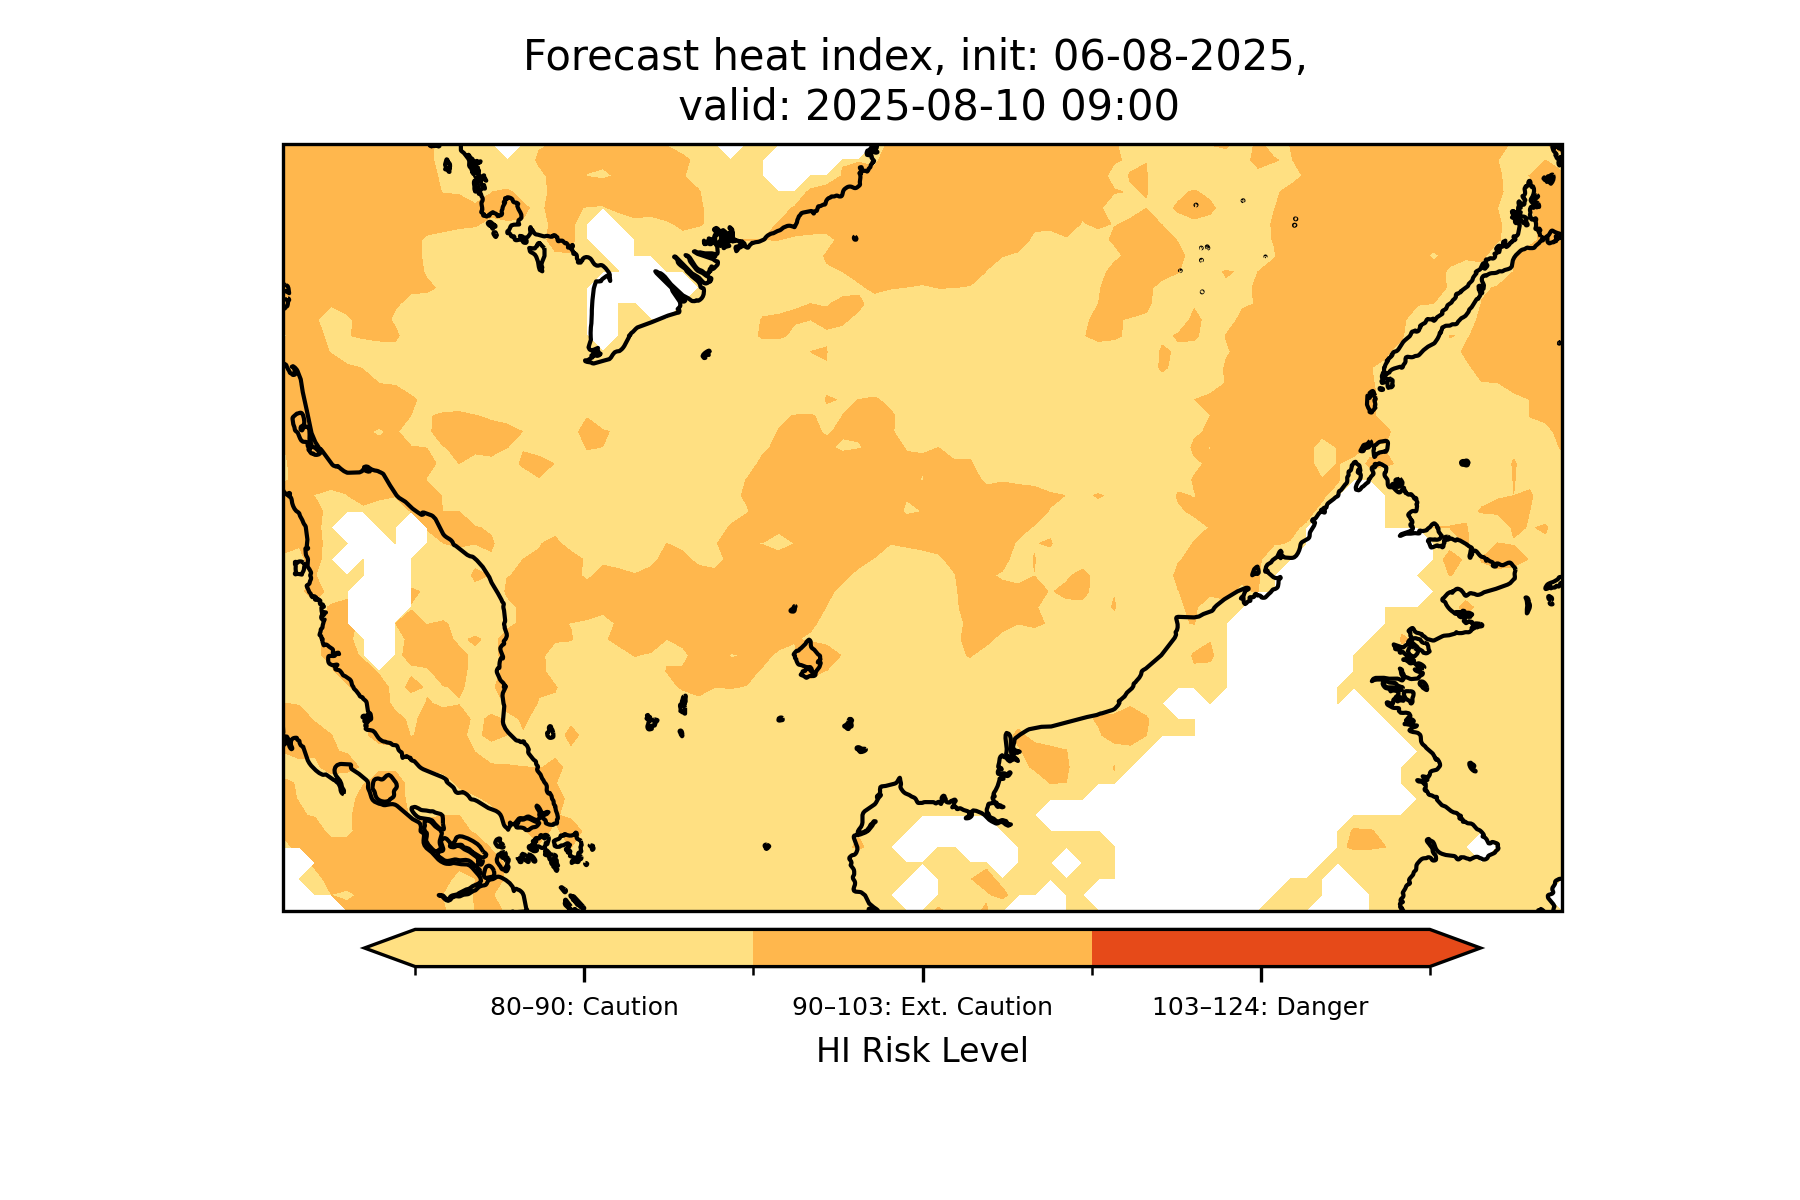 Forecast heat index, init: 06-08-2025,
valid: 2025-08-10 09:00
80–90: Caution
90–103: Ext. Caution
103–124: Danger
HI Risk Level